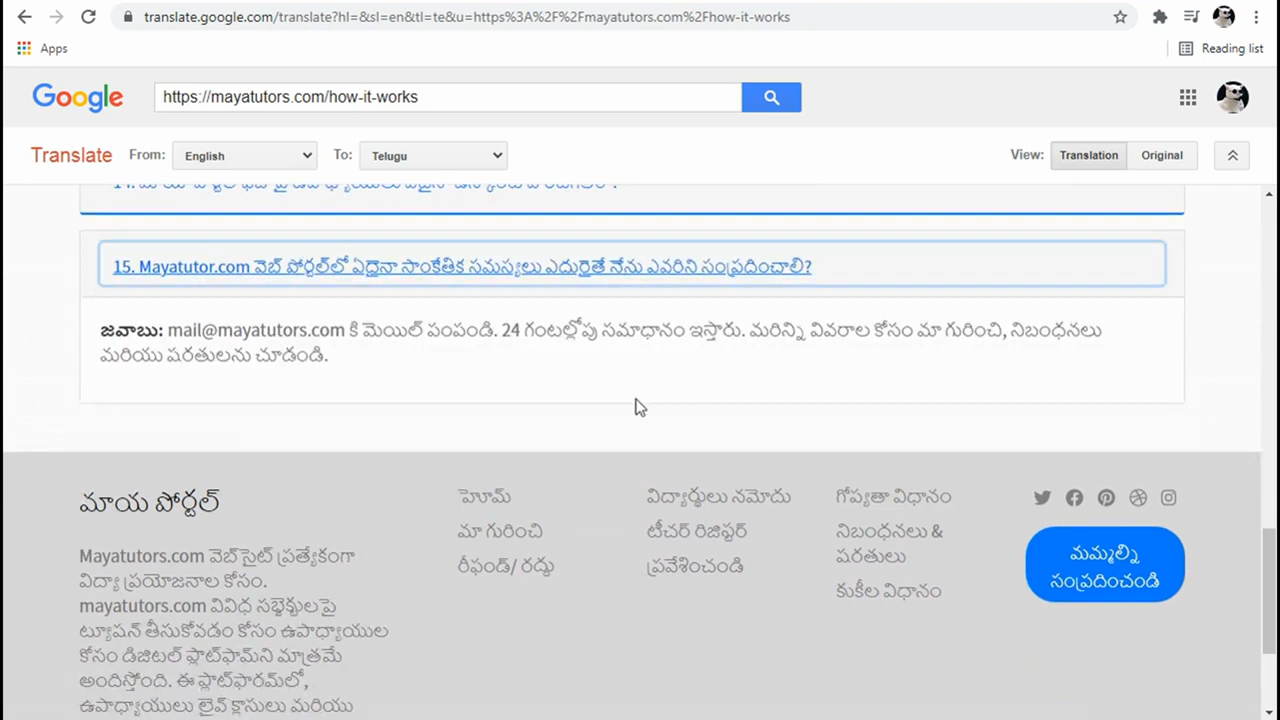 translate.google.com/translate?hl=&sl=en&tl=te&u=https%3A%2F%2Fmayatutors.com%2Fhow-it-works
Apps
Reading list
Google
https://mayatutors.com/how-it-works
Translate From: English To: Telugu View: Translation Original
15. Mayatutor.com వెబ్ పోర్టల్‌లో ఏదైనా సాంకేతిక సమస్యలు ఎదురైతే నేను ఎవరిని సంప్రదించాలి?
జవాబు: mail@mayatutors.com కి మెయిల్ పంపండి. 24 గంటల్లోపు సమాధానం ఇస్తారు. మరిన్ని వివరాల కోసం మా గురించి, నిబంధనలు
మరియు షరతులను చూడండి.
మాయ పోర్టల్
Mayatutors.com వెబ్‌సైట్ ప్రత్యేకంగా
విద్యా ప్రయోజనాల కోసం.
mayatutors.com వివిధ సబ్జెక్టులపై
ట్యూషన్ తీసుకోవడం కోసం ఉపాధ్యాయుల
కోసం డిజిటల్ ప్లాట్‌ఫామ్‌ని మాత్రమే
అందిస్తోంది. ఈ ప్లాట్‌ఫారమ్‌లో,
ఉపాధ్యాయులు లైవ్ క్లాసులు మరియు
హొమ్
మా గురించి
రీఫండ్/ రద్దు
విద్యార్థులు నమోదు
టీచర్ రిజిష్టర్
ప్రవేశించండి
గోప్యతా విధానం
నిబంధనలు &
షరతులు
కుకీల విధానం
మమ్మల్ని
సంప్రదించండి